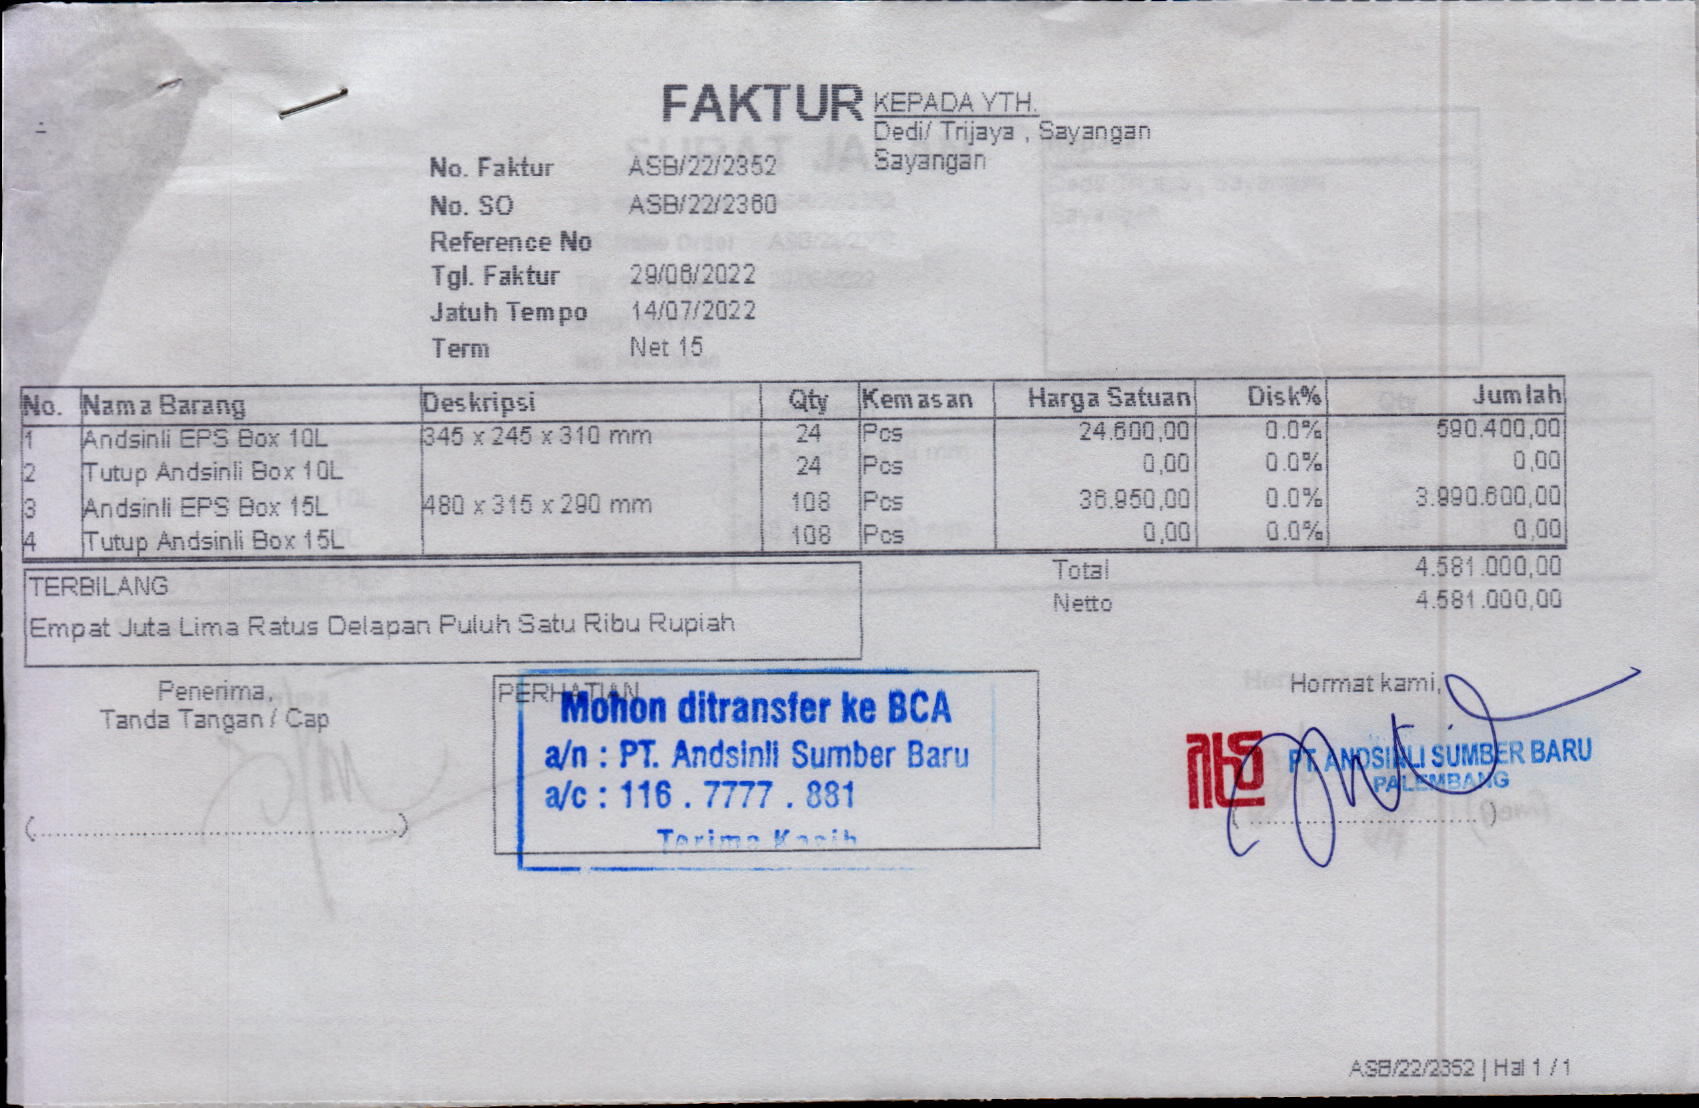 FAKTUR
KEPADA YTH.
Dedi/ Trijaya , Sayangan
Sayangan
No. Faktur ASB/22/2352
No. SO ASB/22/2360
Reference No
Tgl. Faktur 29/06/2022
Jatuh Tempo 14/07/2022
Term Net 15
No. Nama Barang Deskripsi Qty Kemasan Harga Satuan Disk% Jumlah
1 Andsinli EPS Box 10L 345 x 245 x 310 mm 24 Pcs 24.600,00 0.0% 590.400,00
2 Tutup Andsinli Box 10L 24 Pcs 0,00 0.0% 0,00
3 Andsinli EPS Box 15L 480 x 315 x 290 mm 108 Pcs 36.950,00 0.0% 3.990.600,00
4 Tutup Andsinli Box 15L 108 Pcs 0,00 0.0% 0,00
Total 4.581.000,00
Netto 4.581.000,00
TERBILANG
Empat Juta Lima Ratus Delapan Puluh Satu Ribu Rupiah
Penerima,
Tanda Tangan / Cap
(..........................................................)
PERHATIAN
Mohon ditransfer ke BCA
a/n : PT. Andsinli Sumber Baru
a/c : 116 . 7777 . 881
Terima Kasih
Hormat kami,
PT. ANDSINLI SUMBER BARU
PALEMBANG
(....................................)
ASB/22/2352 | Hal 1 / 1